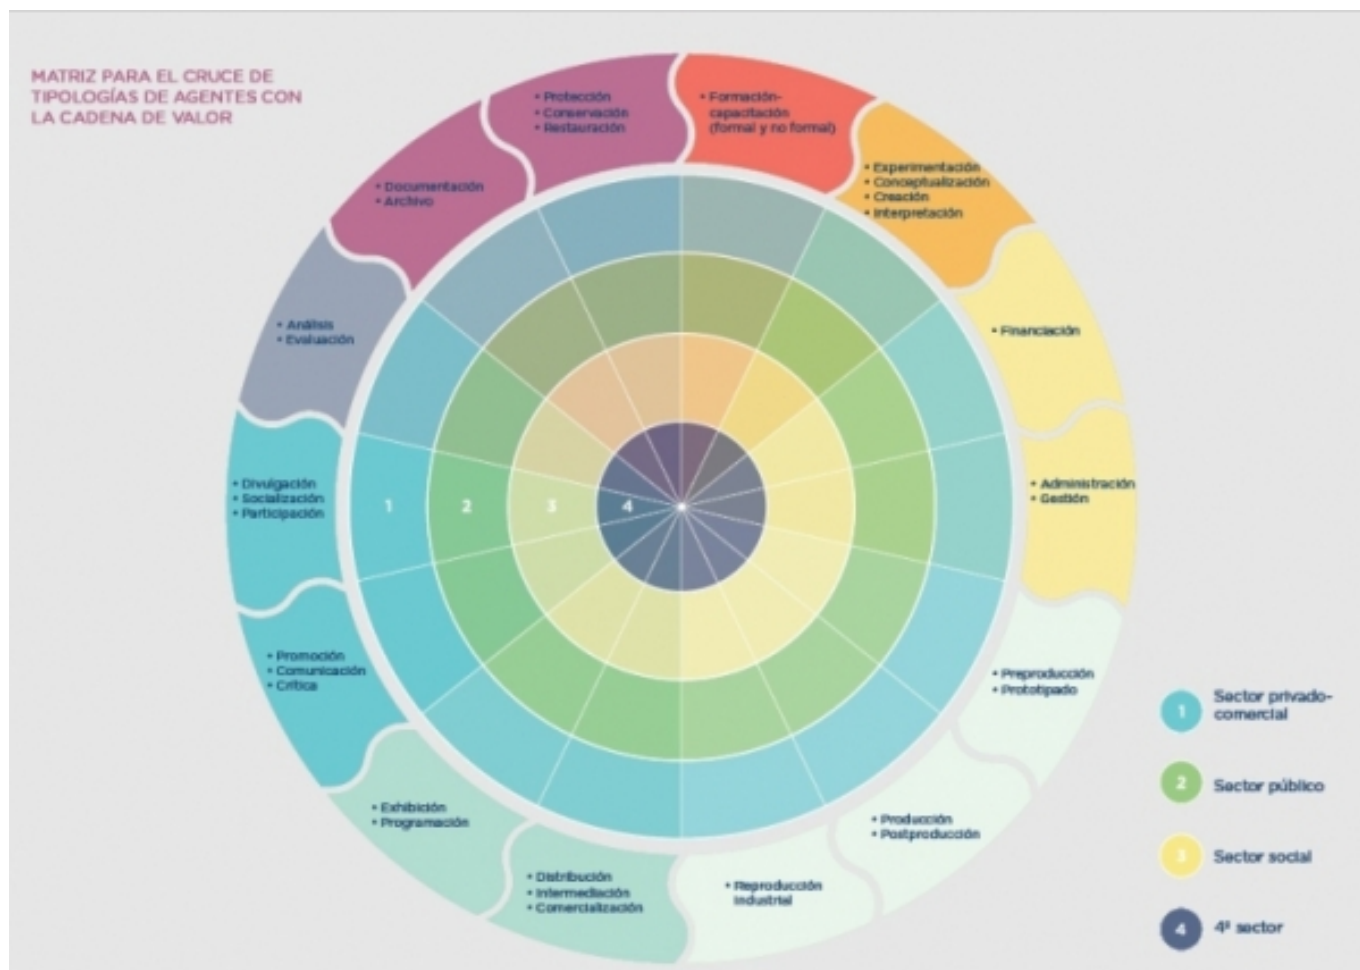 MATRIZ PARA EL CRUCE DE
TIPOLOGÍAS DE AGENTES CON
LA CADENA DE VALOR
• Protección
• Conservación
• Restauración
• Formación-
capacitación
(formal y no formal)
• Experimentación
• Conceptualización
• Creación
• Interpretación
• Financiación
• Administración
• Gestión
• Preproducción
• Prototipado
• Producción
• Postproducción
• Reproducción
Industrial
• Distribución
• Intermediación
• Comercialización
• Exhibición
• Programación
• Promoción
• Comunicación
• Crítica
• Divulgación
• Socialización
• Participación
• Análisis
• Evaluación
• Documentación
• Archivo
1
2
3
4
1 Sector privado-
comercial
2 Sector público
3 Sector social
4 4º sector